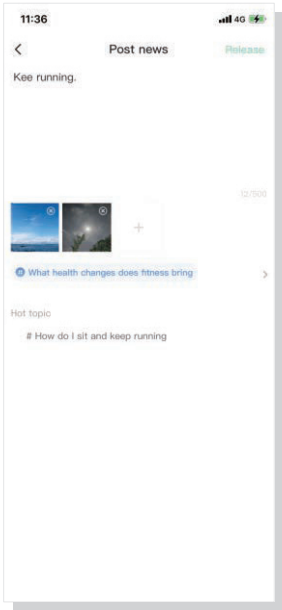 11:36 4G
Post news Release
Kee running.
12/500
# What health changes does fitness bring
Hot topic
# How do I sit and keep running